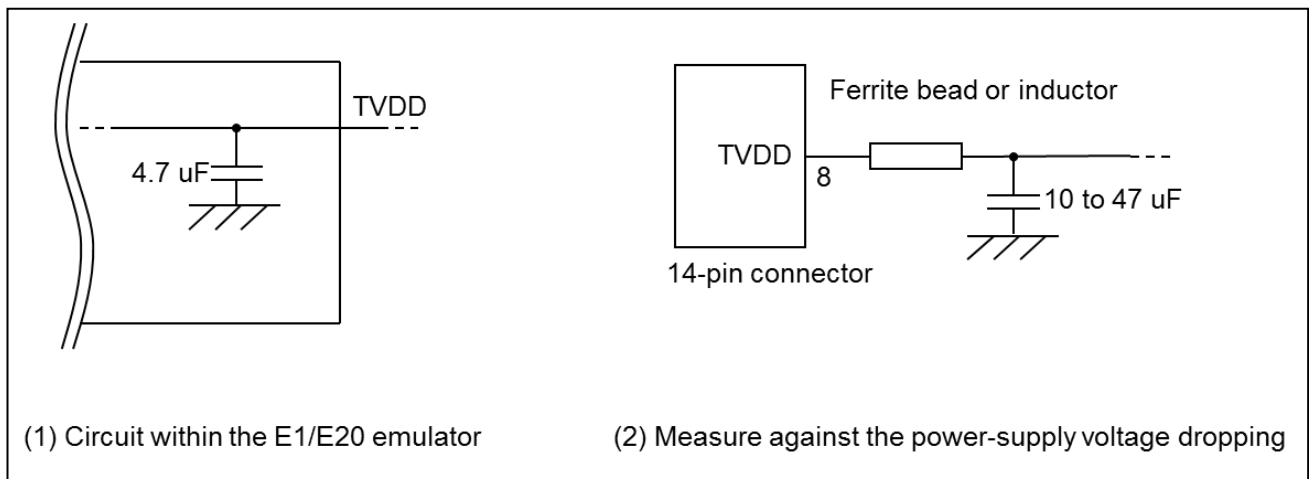 TVDD
4.7 uF
(1) Circuit within the E1/E20 emulator
Ferrite bead or inductor
TVDD
8
10 to 47 uF
14-pin connector
(2) Measure against the power-supply voltage dropping